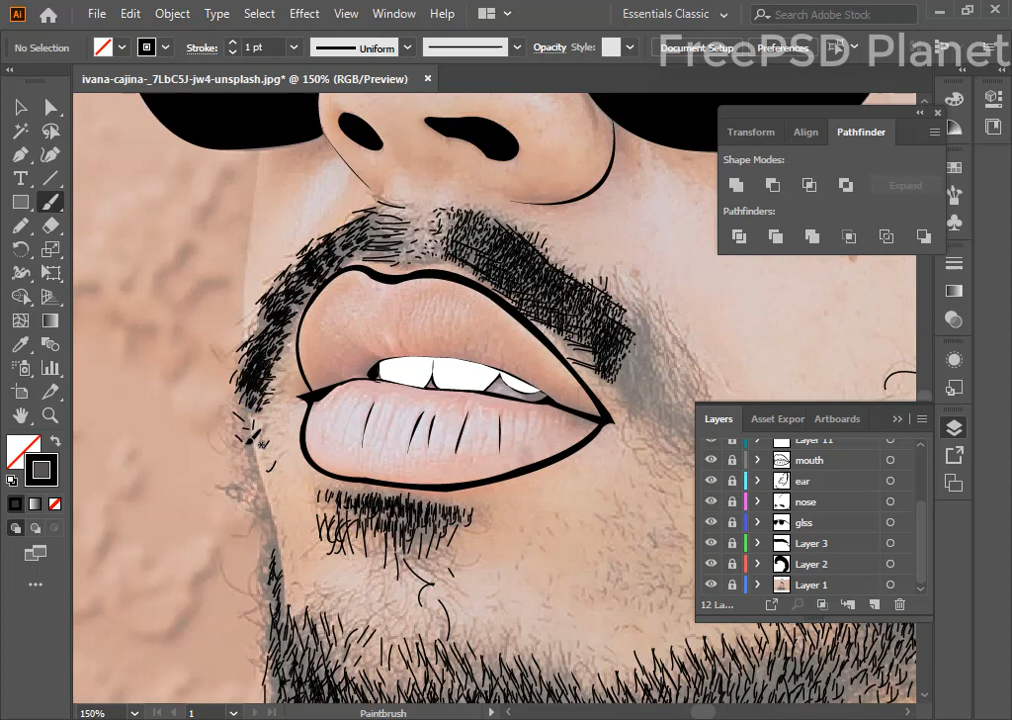 Ai File Edit Object Type Select Effect View Window Help Essentials Classic Search Adobe Stock
No Selection Stroke: 1 pt Uniform Opacity Style: Document Setup Preferences
FreePSD Planet
ivana-cajina-_7LbC5J-jw4-unsplash.jpg* @ 150% (RGB/Preview)
Transform Align Pathfinder
Shape Modes:
Expand
Pathfinders:
Layers Asset Expor Artboards
Layer 11
mouth
ear
nose
glss
Layer 3
Layer 2
Layer 1
12 La...
150% 1 Paintbrush